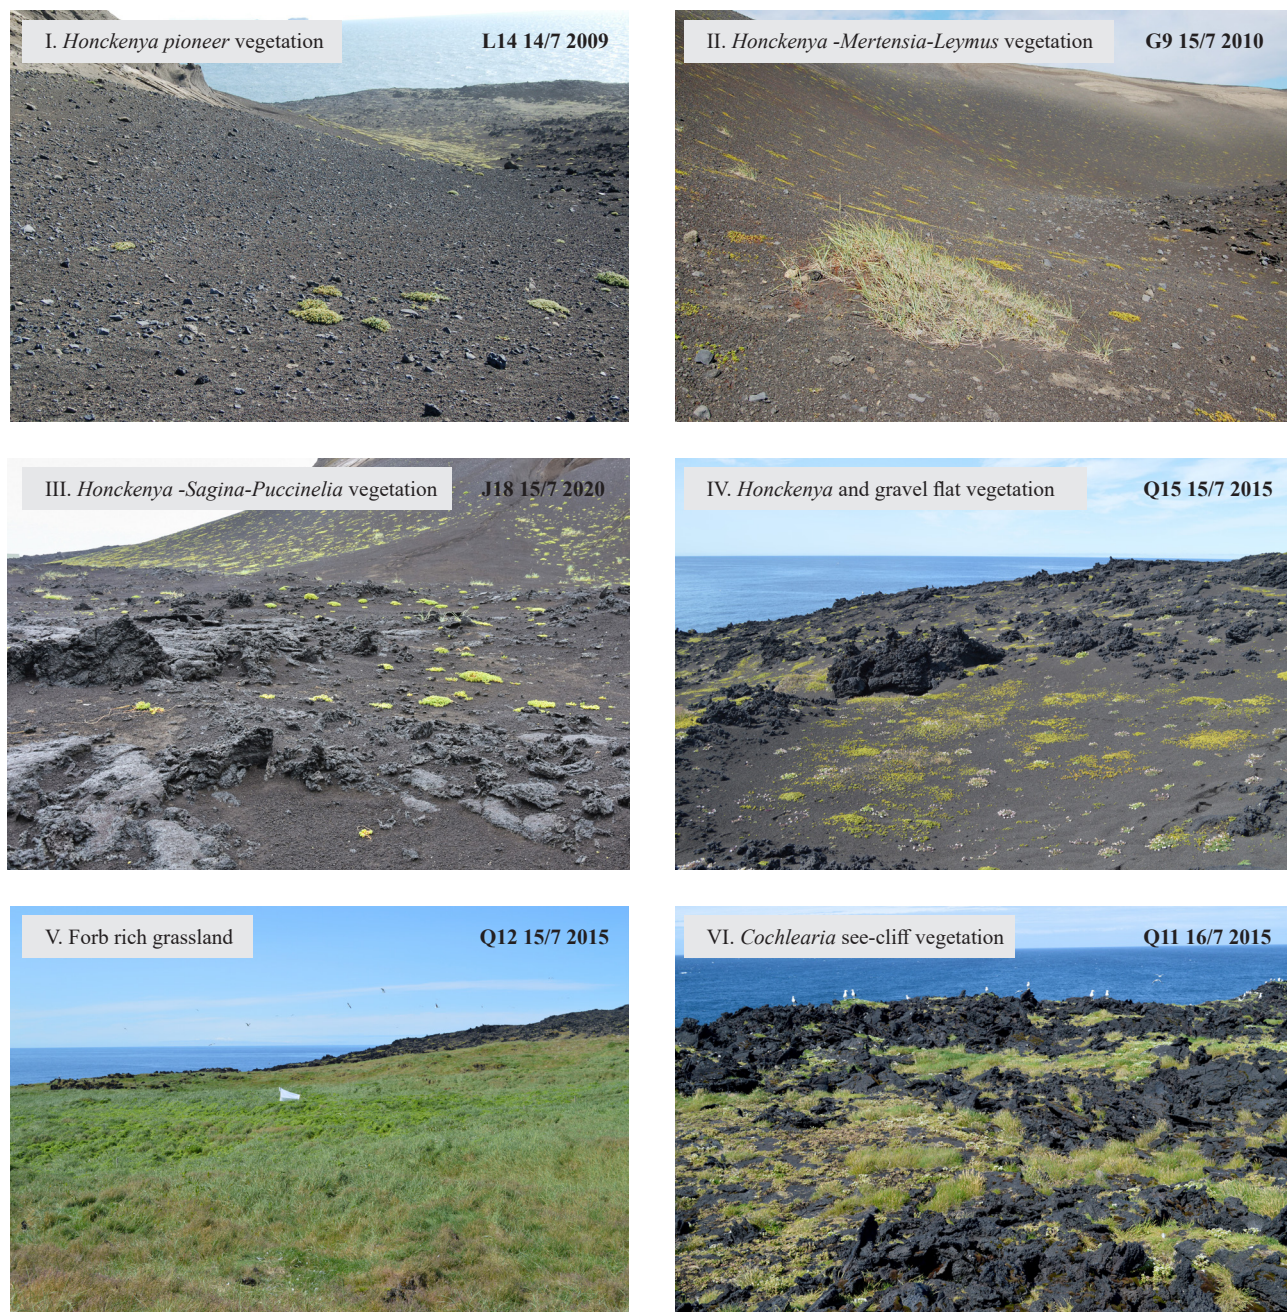 I. Honckenya pioneer vegetation
L14 14/7 2009
II. Honckenya -Mertensia-Leymus vegetation
G9 15/7 2010
III. Honckenya -Sagina-Puccinelia vegetation
J18 15/7 2020
IV. Honckenya and gravel flat vegetation
Q15 15/7 2015
V. Forb rich grassland
Q12 15/7 2015
VI. Cochlearia see-cliff vegetation
Q11 16/7 2015